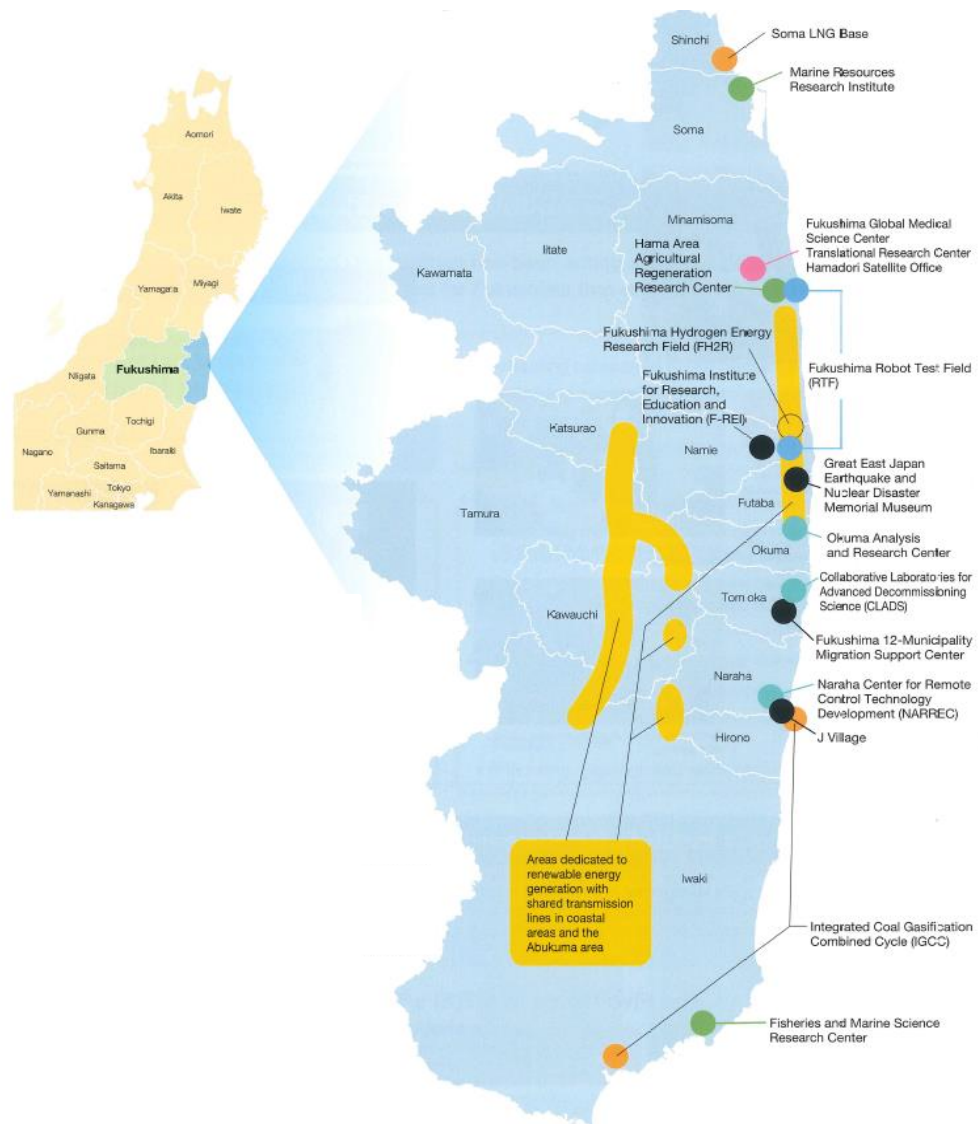 Aomori
Akita
Iwate
Yamagata
Miyagi
Fukushima
Niigata
Tochigi
Gunma
Ibaraki
Nagano
Saitama
Tokyo
Yamanashi
Kanagawa
Shinchi
Soma LNG Base
Marine Resources
Research Institute
Soma
Minamisoma
Iitate
Kawamata
Hama Area
Agricultural
Regeneration
Research Center
Fukushima Global Medical
Science Center
Translational Research Center
Hamadori Satellite Office
Fukushima Hydrogen Energy
Research Field (FH2R)
Fukushima Robot Test Field
(RTF)
Fukushima Institute
for Research,
Education and
Innovation (F-REI)
Katsurao
Namie
Great East Japan
Earthquake and
Nuclear Disaster
Memorial Museum
Futaba
Tamura
Okuma
Okuma Analysis
and Research Center
Collaborative Laboratories for
Advanced Decommissioning
Science (CLADS)
Tomioka
Kawauchi
Fukushima 12-Municipality
Migration Support Center
Naraha
Naraha Center for Remote
Control Technology
Development (NARREC)
J Village
Hirono
Areas dedicated to
renewable energy
generation with
shared transmission
lines in coastal
areas and the
Abukuma area
Iwaki
Integrated Coal Gasification
Combined Cycle (IGCC)
Fisheries and Marine Science
Research Center